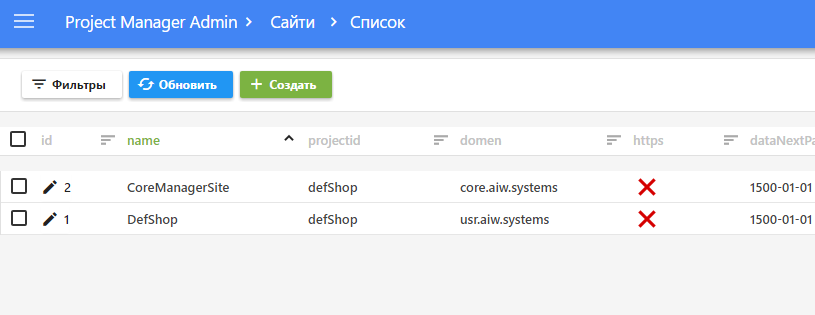 Project Manager Admin > Сайти > Список
Фильтры Обновить Создать
id name projectid domen https dataNextPa
2 CoreManagerSite defShop core.aiw.systems 1500-01-01
1 DefShop defShop usr.aiw.systems 1500-01-01